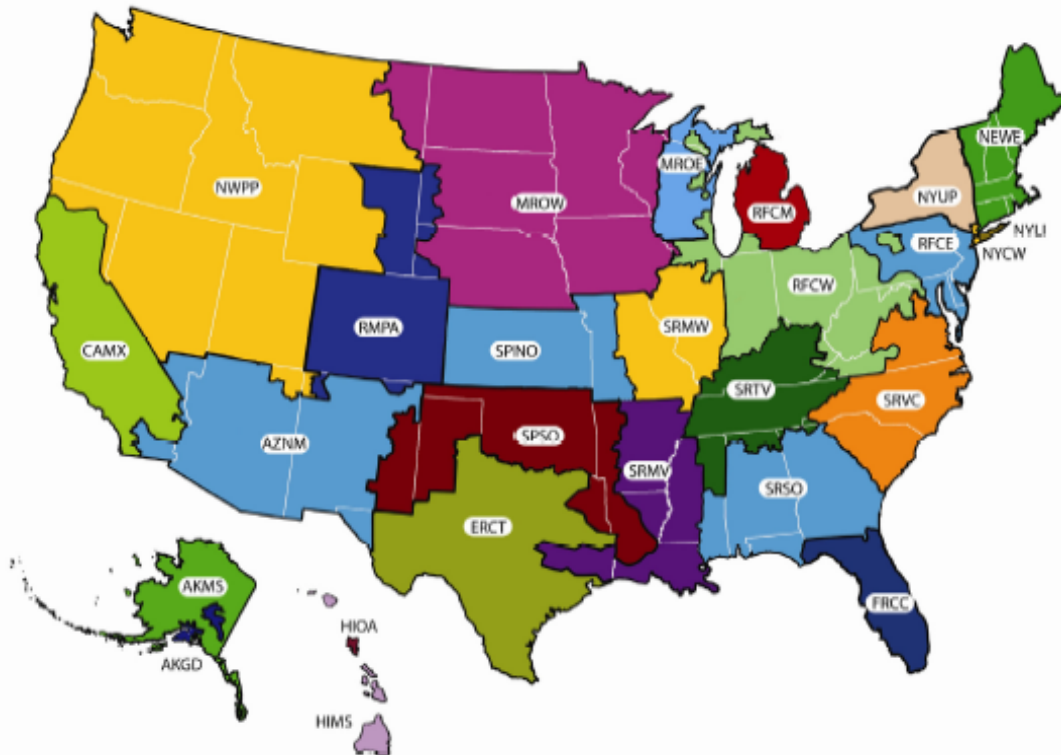 NEWE
MROE
NWPP
NYUP
MROW
RFCM
NYLI
RFCE
NYCW
RFCW
RMPA
SRMW
CAMX
SPNO
SRTV
SRVC
AZNM
SPSO
SRMV
SRSO
ERCT
AKMS
FRCC
HIOA
AKGD
HIMS